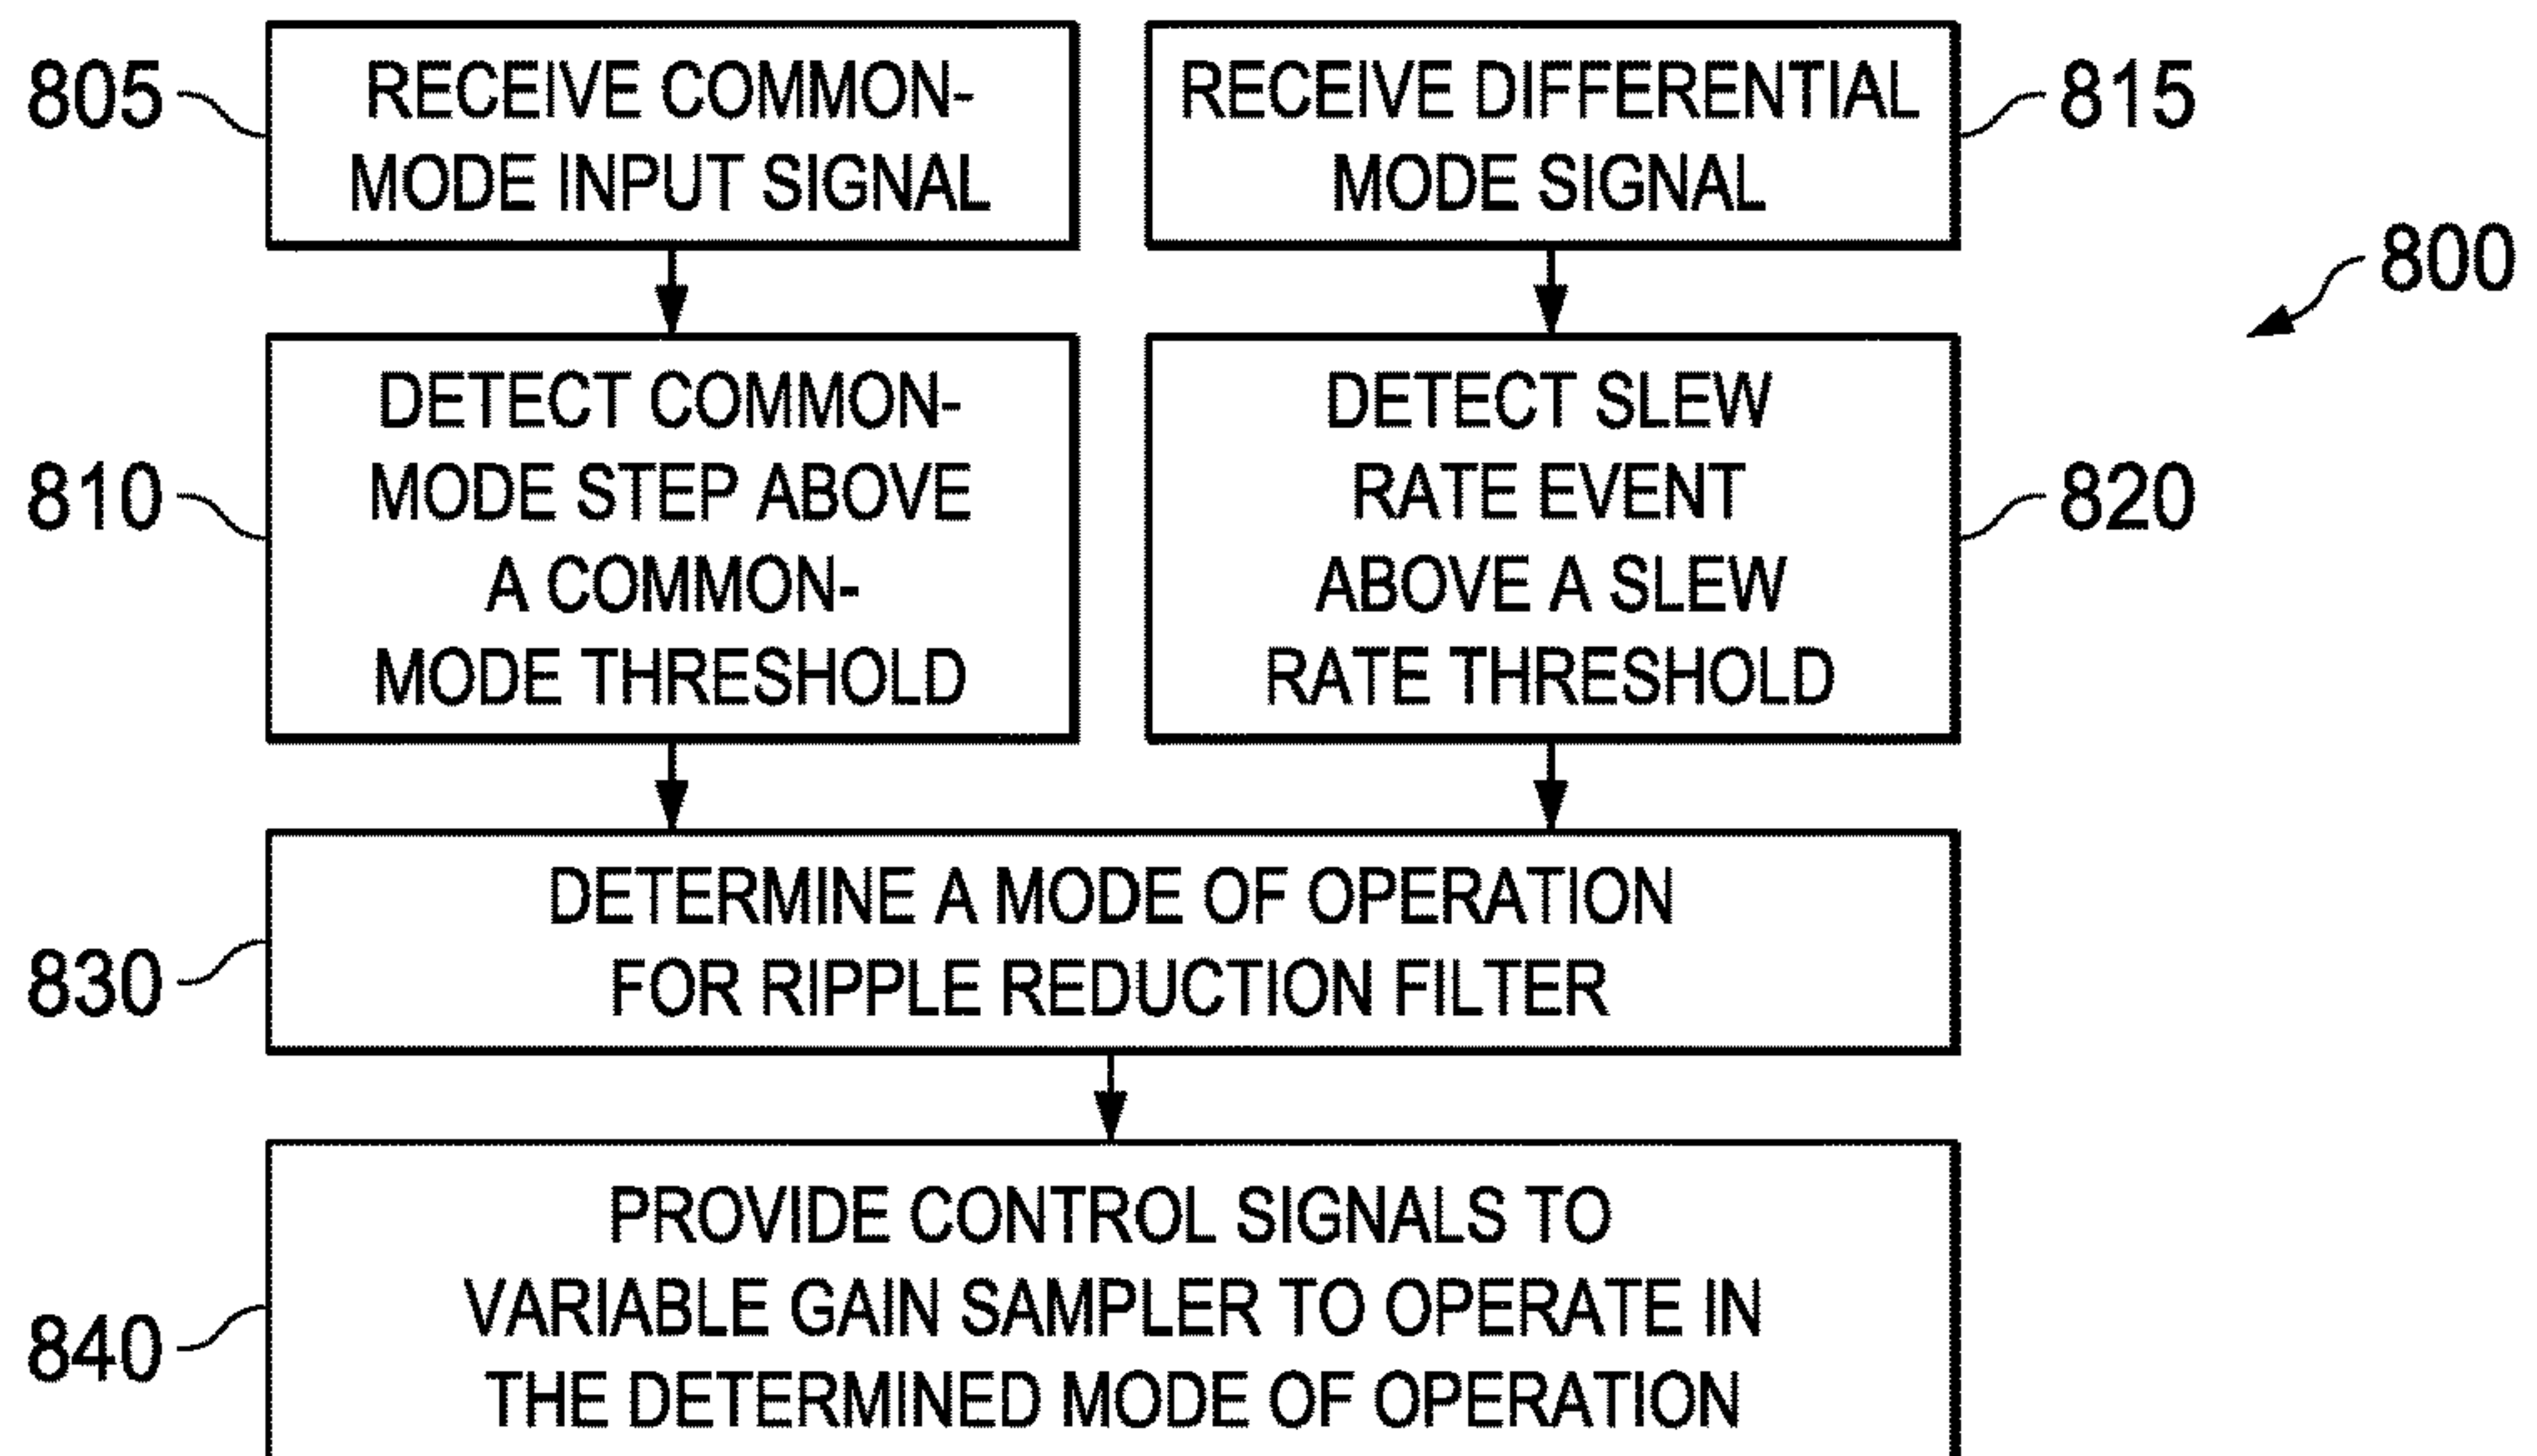 805
RECEIVE COMMON-
MODE INPUT SIGNAL
RECEIVE DIFFERENTIAL
MODE SIGNAL
815
800
810
DETECT COMMON-
MODE STEP ABOVE
A COMMON-
MODE THRESHOLD
DETECT SLEW
RATE EVENT
ABOVE A SLEW
RATE THRESHOLD
820
830
DETERMINE A MODE OF OPERATION
FOR RIPPLE REDUCTION FILTER
840
PROVIDE CONTROL SIGNALS TO
VARIABLE GAIN SAMPLER TO OPERATE IN
THE DETERMINED MODE OF OPERATION